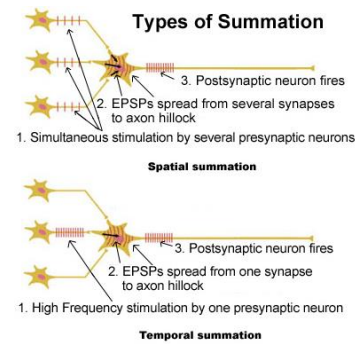 Types of Summation
3. Postsynaptic neuron fires
2. EPSPs spread from several synapses
to axon hillock
1. Simultaneous stimulation by several presynaptic neurons
Spatial summation
3. Postsynaptic neuron fires
2. EPSPs spread from one synapse
to axon hillock
1. High Frequency stimulation by one presynaptic neuron
Temporal summation